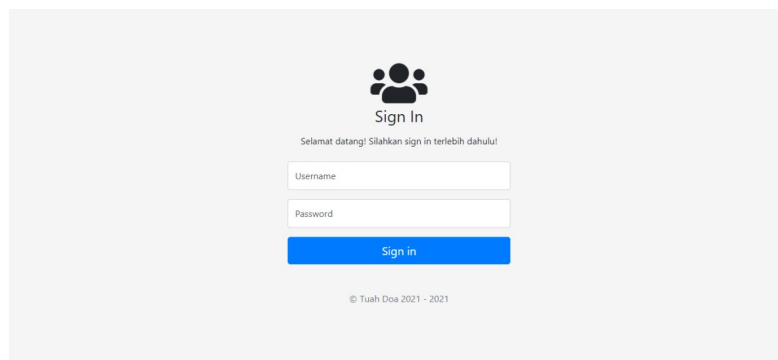 Sign In
Selamat datang! Silahkan sign in terlebih dahulu!
Username
Password
Sign in
© Tuah Doa 2021 - 2021